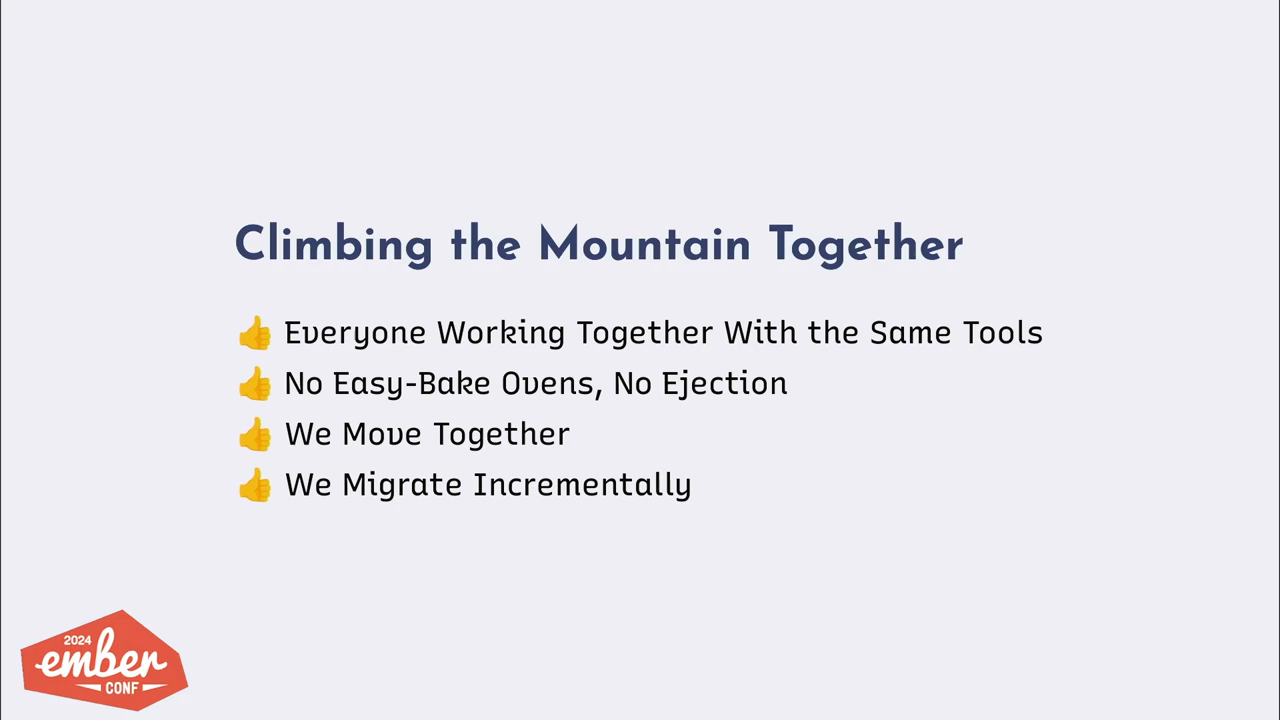 Climbing the Mountain Together
👍 Everyone Working Together With the Same Tools
👍 No Easy-Bake Ovens, No Ejection
👍 We Move Together
👍 We Migrate Incrementally
2024
ember
CONF